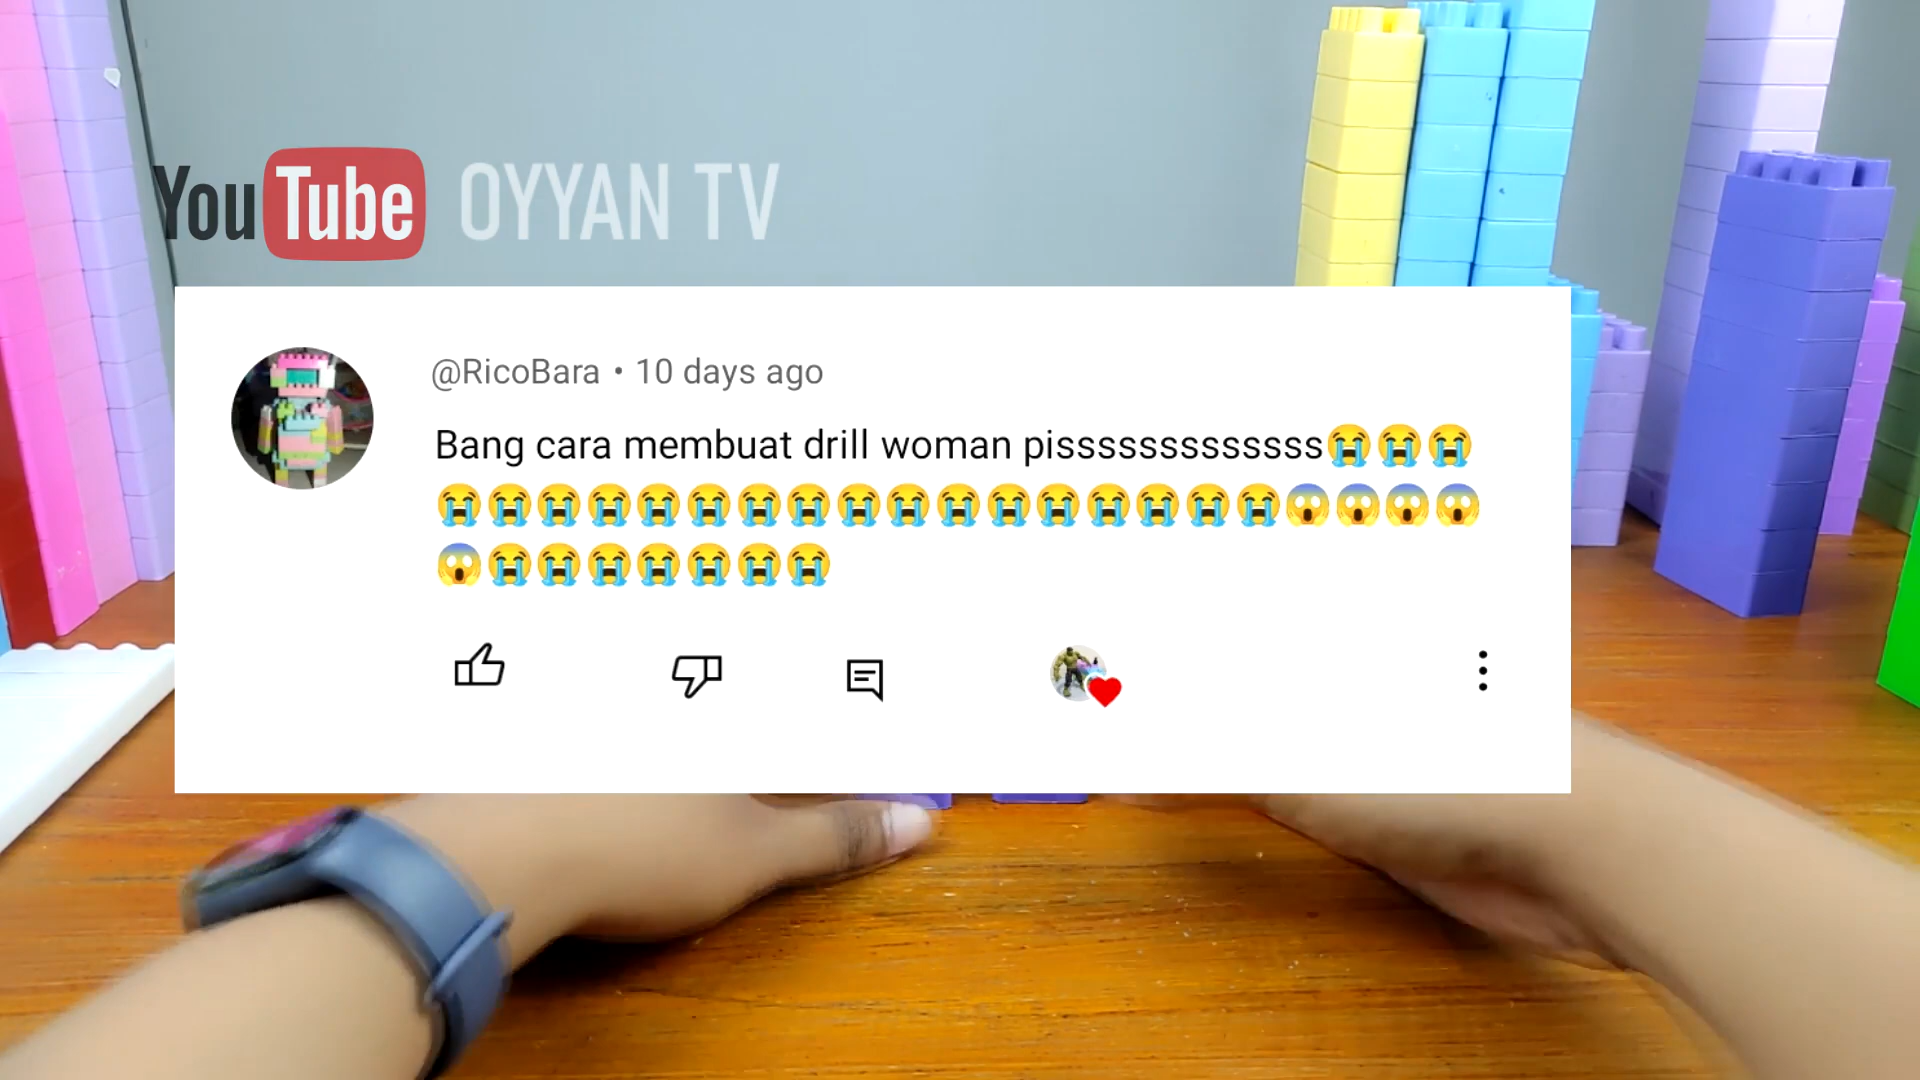 YouTube OYYAN TV
@RicoBara • 10 days ago
Bang cara membuat drill woman pisssssssssssss😭😭😭
😭😭😭😭😭😭😭😭😭😭😭😭😭😭😭😭😭😱😱😱😱
😱😭😭😭😭😭😭😭